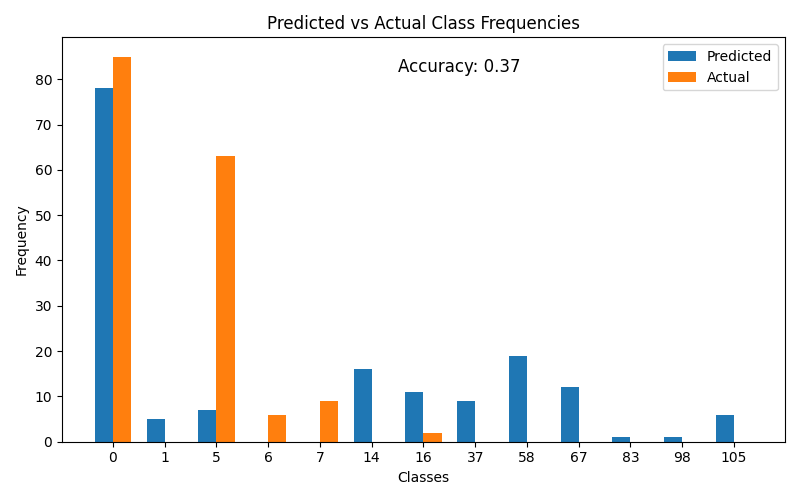 Predicted vs Actual Class Frequencies
Accuracy: 0.37
Predicted
Actual
Frequency
80
70
60
50
40
30
20
10
0
0 1 5 6 7 14 16 37 58 67 83 98 105
Classes